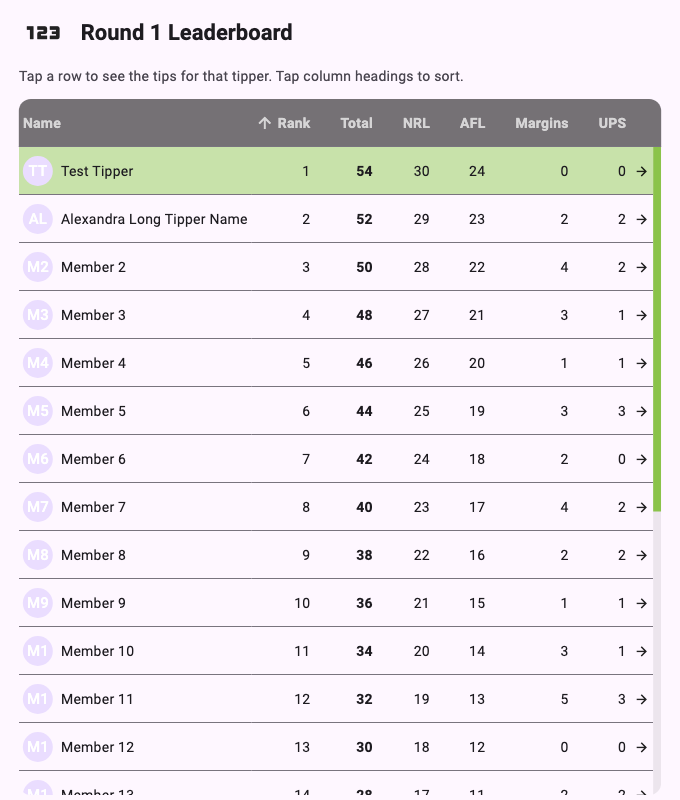 123 Round 1 Leaderboard
Tap a row to see the tips for that tipper. Tap column headings to sort.
Name ↑ Rank Total NRL AFL Margins UPS
TT Test Tipper 1 54 30 24 0 0 →
AL Alexandra Long Tipper Name 2 52 29 23 2 2 →
M2 Member 2 3 50 28 22 4 2 →
M3 Member 3 4 48 27 21 3 1 →
M4 Member 4 5 46 26 20 1 1 →
M5 Member 5 6 44 25 19 3 3 →
M6 Member 6 7 42 24 18 2 0 →
M7 Member 7 8 40 23 17 4 2 →
M8 Member 8 9 38 22 16 2 2 →
M9 Member 9 10 36 21 15 1 1 →
M1 Member 10 11 34 20 14 3 1 →
M1 Member 11 12 32 19 13 5 3 →
M1 Member 12 13 30 18 12 0 0 →
M1 Member 13 14 28 17 11